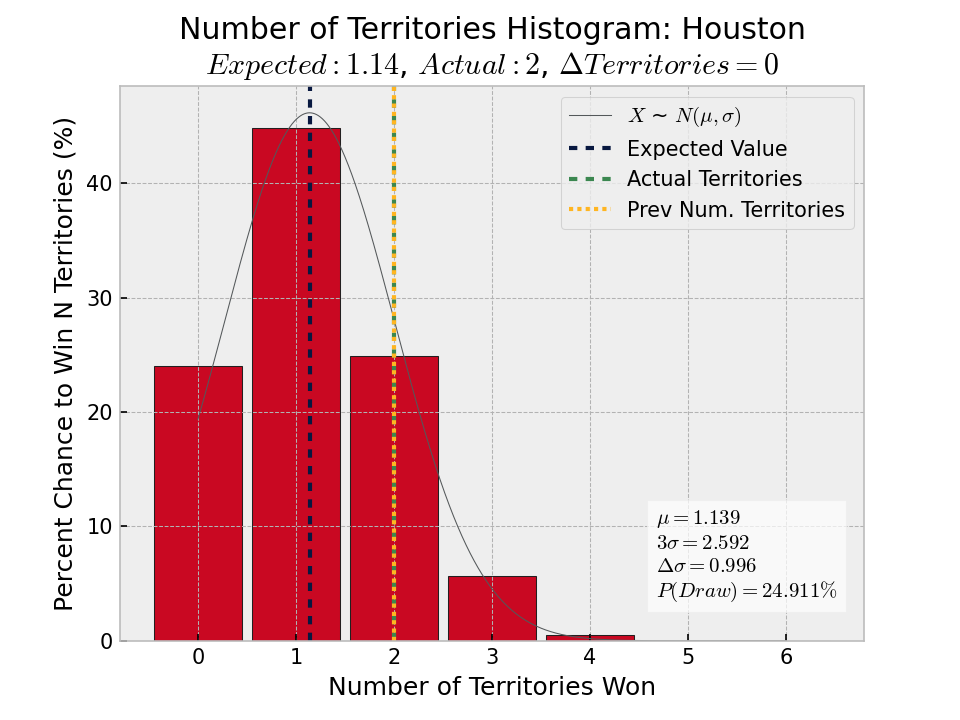 Number of Territories Histogram: Houston
Expected : 1.14, Actual : 2, ΔTerritories = 0
X ∼ N(μ, σ)
Expected Value
Actual Territories
Prev Num. Territories
Percent Chance to Win N Territories (%)
40
30
20
10
0
μ = 1.139
3σ = 2.592
Δσ = 0.996
P(Draw) = 24.911%
0 1 2 3 4 5 6
Number of Territories Won